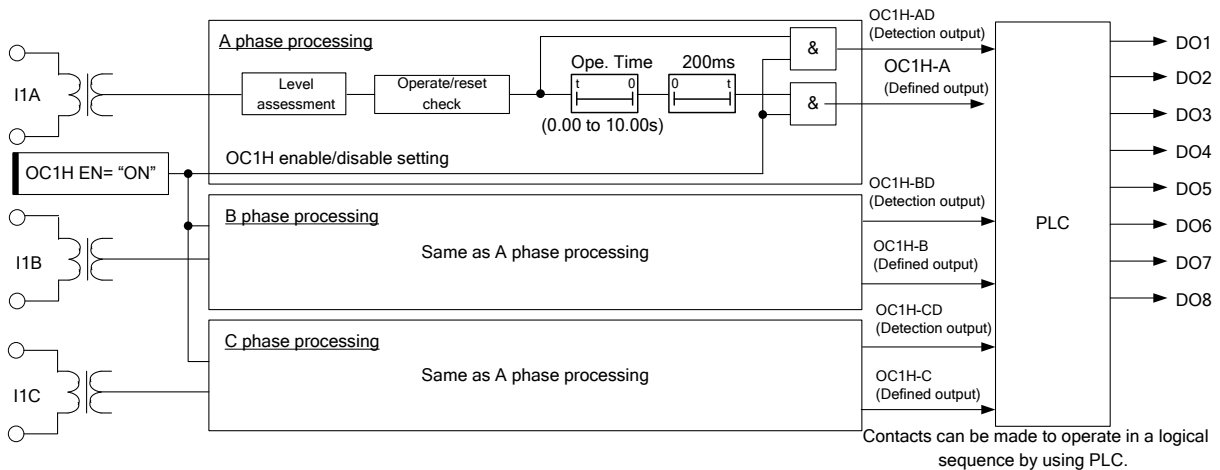 OC1H-AD
(Detection output)
A phase processing
&
DO1
Ope. Time
200ms
OC1H-A
(Defined output)
DO2
I1A
Level
assessment
Operate/reset
check
t
0
0
t
&
DO3
(0.00 to 10.00s)
DO4
OC1H EN= “ON”
OC1H enable/disable setting
OC1H-BD
(Detection output)
DO5
B phase processing
PLC
DO6
I1B
Same as A phase processing
OC1H-B
(Defined output)
DO7
DO8
OC1H-CD
(Detection output)
C phase processing
I1C
Same as A phase processing
OC1H-C
(Defined output)
Contacts can be made to operate in a logical
sequence by using PLC.